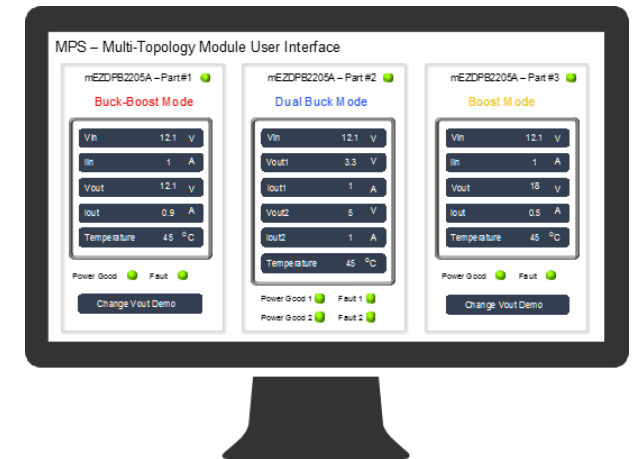 MPS – Multi-Topology Module User Interface
mEZDPB2205A – Part #1
Buck-Boost Mode
Vin 12.1 V
Iin 1 A
Vout 12.1 V
Iout 0.9 A
Temperature 45 °C
Power Good Fault
Change Vout Demo
mEZDPB2205A – Part #2
Dual Buck Mode
Vin 12.1 V
Vout1 3.3 V
Iout1 1 A
Vout2 5 V
Iout2 1 A
Temperature 45 °C
Power Good 1 Fault 1
Power Good 2 Fault 2
mEZDPB2205A – Part #3
Boost Mode
Vin 12.1 V
Iin 1 A
Vout 18 V
Iout 0.5 A
Temperature 45 °C
Power Good Fault
Change Vout Demo